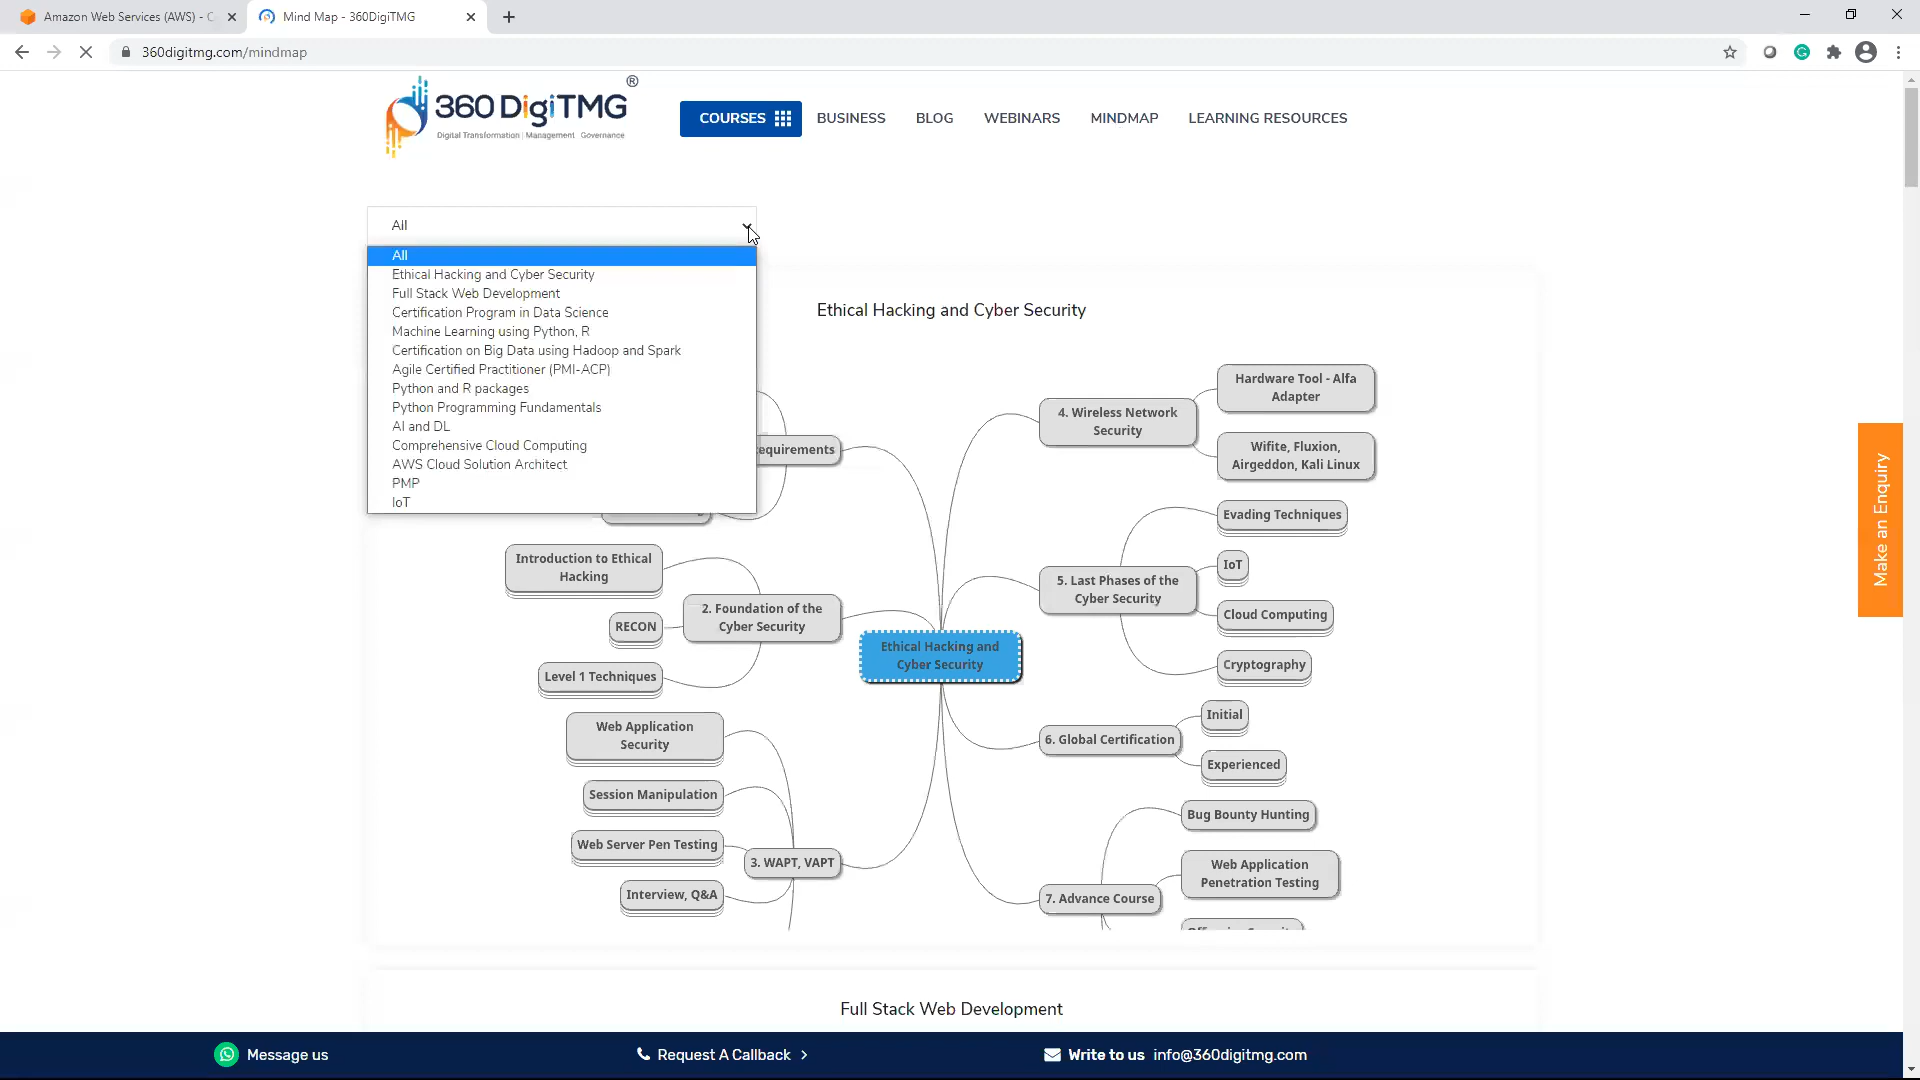 Amazon Web Services (AWS) - C
Mind Map - 360DigiTMG
360digitmg.com/mindmap
360 DigiTMG ®
Digital Transformation | Management Governance
COURSES
BUSINESS
BLOG
WEBINARS
MINDMAP
LEARNING RESOURCES
All
All
Ethical Hacking and Cyber Security
Full Stack Web Development
Certification Program in Data Science
Machine Learning using Python, R
Certification on Big Data using Hadoop and Spark
Agile Certified Practitioner (PMI-ACP)
Python and R packages
Python Programming Fundamentals
AI and DL
Comprehensive Cloud Computing
AWS Cloud Solution Architect
PMP
IoT
Ethical Hacking and Cyber Security
equirements
Introduction to Ethical
Hacking
RECON
Level 1 Techniques
2. Foundation of the
Cyber Security
Web Application
Security
Session Manipulation
Web Server Pen Testing
Interview, Q&A
3. WAPT, VAPT
Ethical Hacking and
Cyber Security
4. Wireless Network
Security
Hardware Tool - Alfa
Adapter
Wifite, Fluxion,
Airgeddon, Kali Linux
5. Last Phases of the
Cyber Security
Evading Techniques
IoT
Cloud Computing
Cryptography
6. Global Certification
Initial
Experienced
7. Advance Course
Bug Bounty Hunting
Web Application
Penetration Testing
Make an Enquiry
Full Stack Web Development
Message us
Request A Callback
Write to us info@360digitmg.com